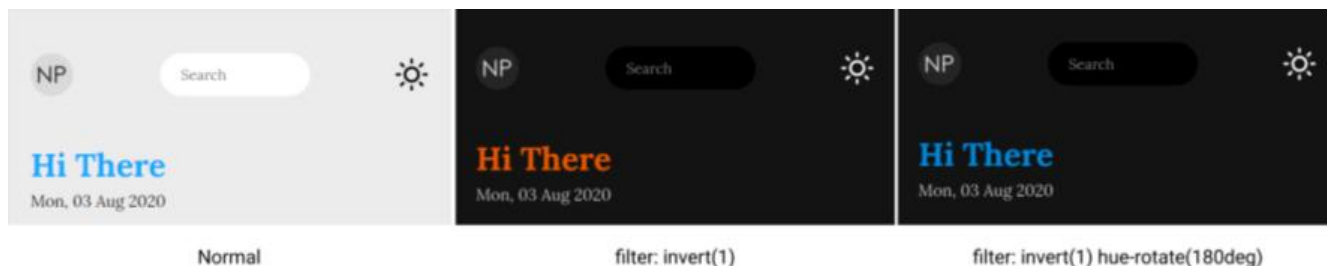 NP
Search
Hi There
Mon, 03 Aug 2020
Normal
NP
Search
Hi There
Mon, 03 Aug 2020
filter: invert(1)
NP
Search
Hi There
Mon, 03 Aug 2020
filter: invert(1) hue-rotate(180deg)